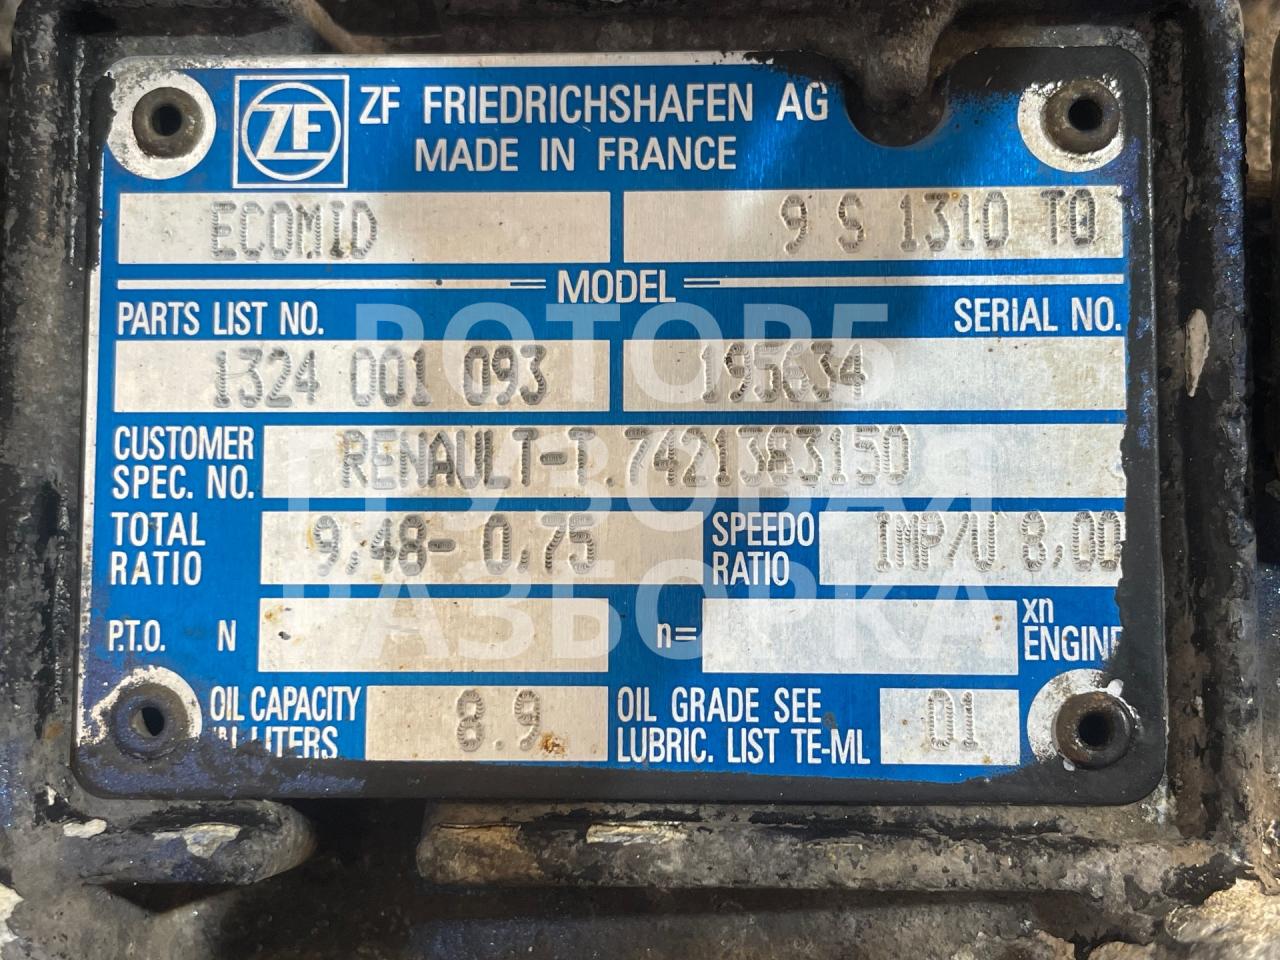 ZF FRIEDRICHSHAFEN AG
MADE IN FRANCE
ECOMID 9 S 1310 TO
MODEL
PARTS LIST NO. SERIAL NO.
1324 001 093 195634
CUSTOMER SPEC. NO. RENAULT-T.7421383150
TOTAL RATIO 9,48- 0,75 SPEEDO RATIO IMP/U 8,00
P.T.O. N n= xn ENGINE
OIL CAPACITY IN LITERS 8.9 OIL GRADE SEE LUBRIC. LIST TE-ML 01
РОТОР5
ГРУЗОВАЯ
РАЗБОРКА